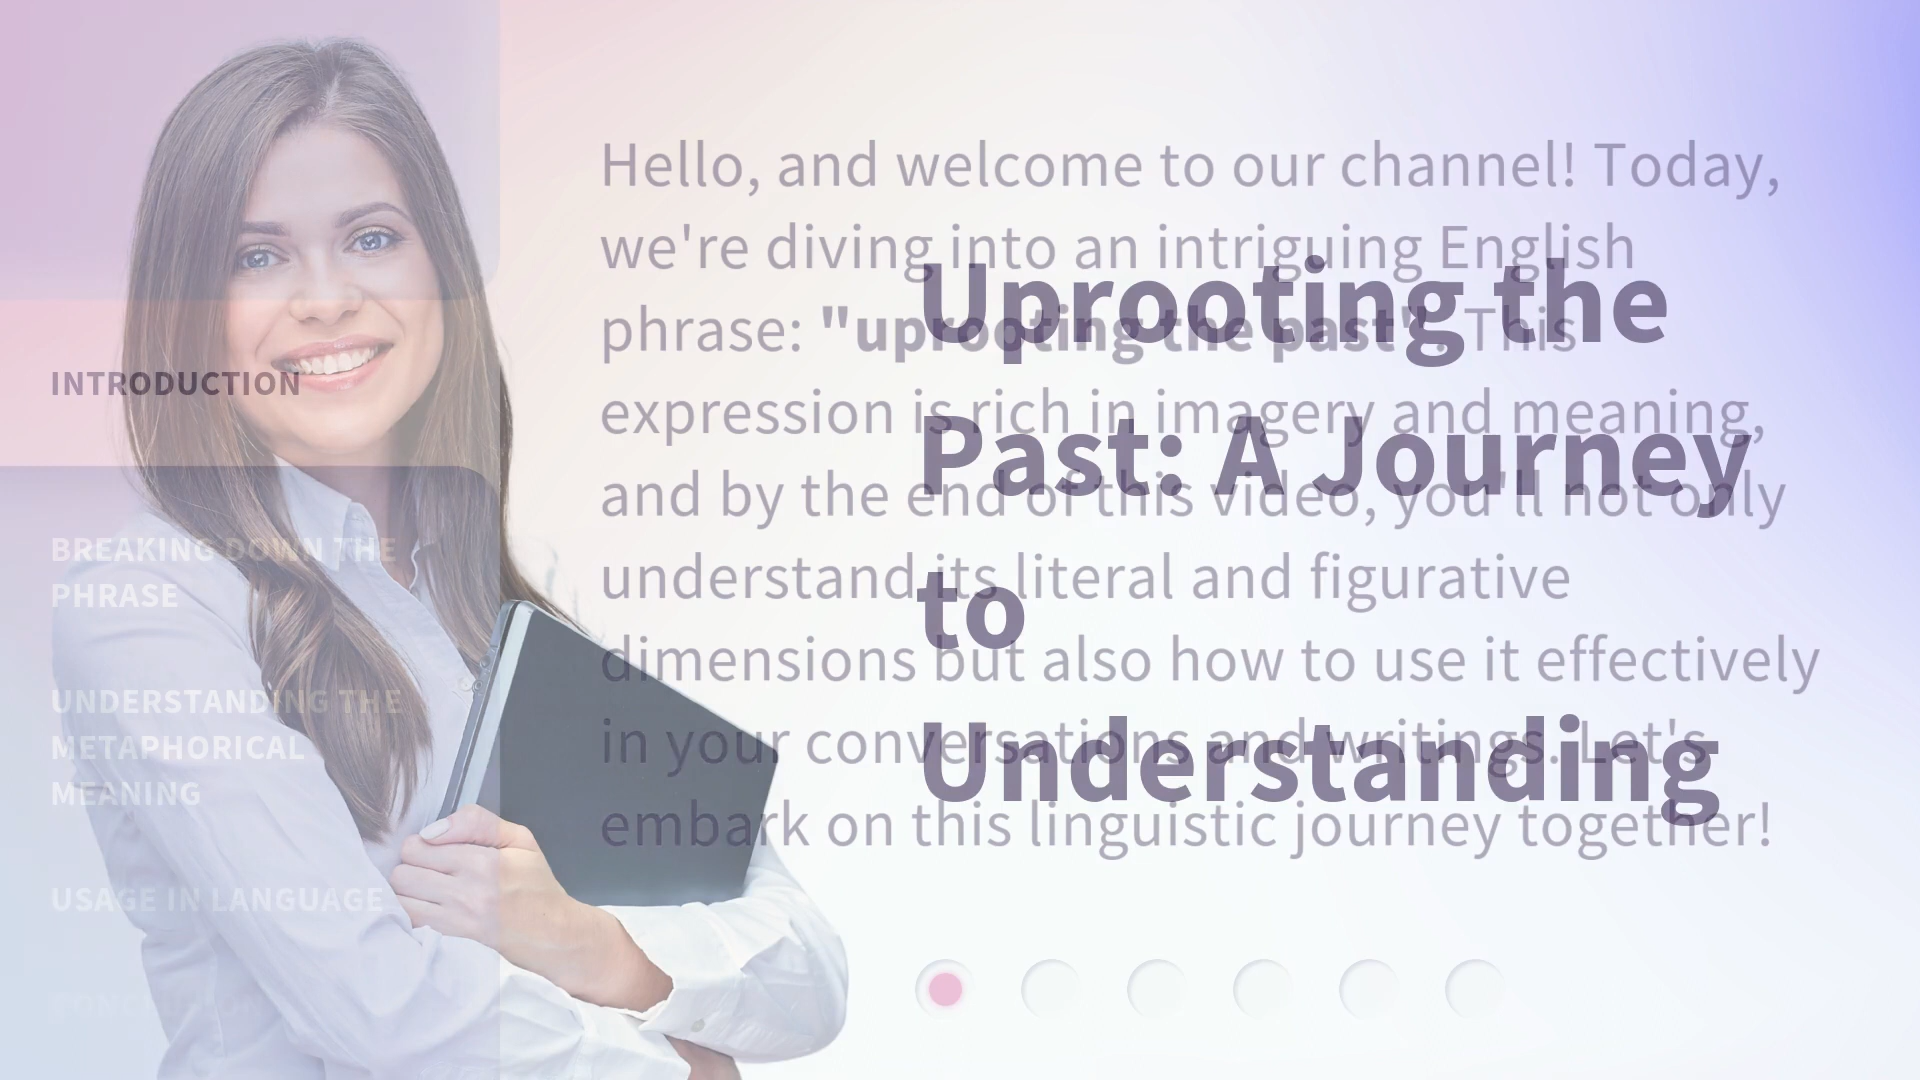 INTRODUCTION
BREAKING DOWN THE
PHRASE
UNDERSTANDING THE
METAPHORICAL
MEANING
USAGE IN LANGUAGE
CONCLUSION
Hello, and welcome to our channel! Today,
we're diving into an intriguing English
phrase: "uprooting the past". This
expression is rich in imagery and meaning,
and by the end of this video, you'll not only
understand its literal and figurative
dimensions but also how to use it effectively
in your conversations and writings. Let's
embark on this linguistic journey together!
Uprooting the
Past: A Journey
to
Understanding